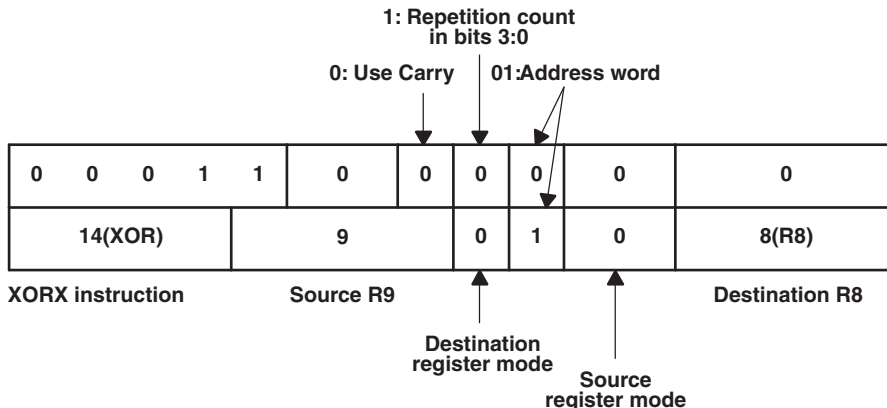 1: Repetition count
in bits 3:0
0: Use Carry 01:Address word
0 0 0 1 1 0 0 0 0 0 0
14(XOR) 9 0 1 0 8(R8)
XORX instruction Source R9 Destination R8
Destination
register mode
Source
register mode